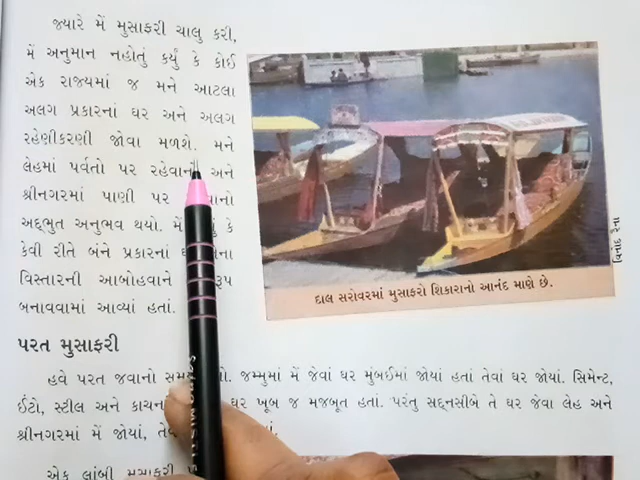 જ્યારે મેં મુસાફરી ચાલુ કરી,
મેં અનુમાન નહોતું કર્યું કે કોઈ
એક રાજ્યમાં જ મને આટલા
અલગ પ્રકારનાં ઘર અને અલગ
રહેણીકરણી જોવા મળશે. મને
લેહમાં પર્વતો પર રહેવાનો અને
શ્રીનગરમાં પાણી પર
અદ્ભુત અનુભવ થયો. કે
કેવી રીતે બંને પ્રકારનાં
વિસ્તારની આબોહવાને
બનાવવામાં આવ્યાં હતાં.
દાલ સરોવરમાં મુસાફરો શિકારાનો આનંદ માણે છે.
વિનોદ રૈના
પરત મુસાફરી
હવે પરત જવાનો જમ્મુમાં મેં જેવાં ઘર મુંબઈમાં જોયાં હતાં તેવાં ઘર જોયાં. સિમેન્ટ,
ઈંટો, સ્ટીલ અને ઘર ખૂબ જ મજબૂત હતાં. પરંતુ સદ્નસીબે તે ઘર જેવા લેહ અને
શ્રીનગરમાં મેં જોયાં,
એક લાંબી મુસાફરી